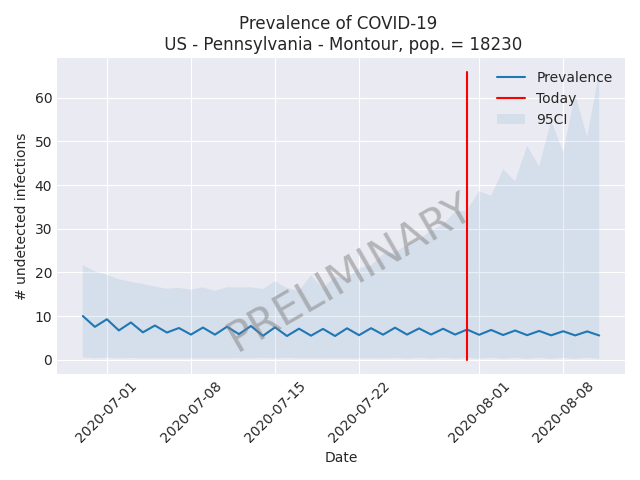 Prevalence of COVID-19
US - Pennsylvania - Montour, pop. = 18230
Prevalence
Today
95CI
# undetected infections
60
50
40
30
20
10
0
PRELIMINARY
2020-07-01
2020-07-08
2020-07-15
2020-07-22
2020-08-01
2020-08-08
Date